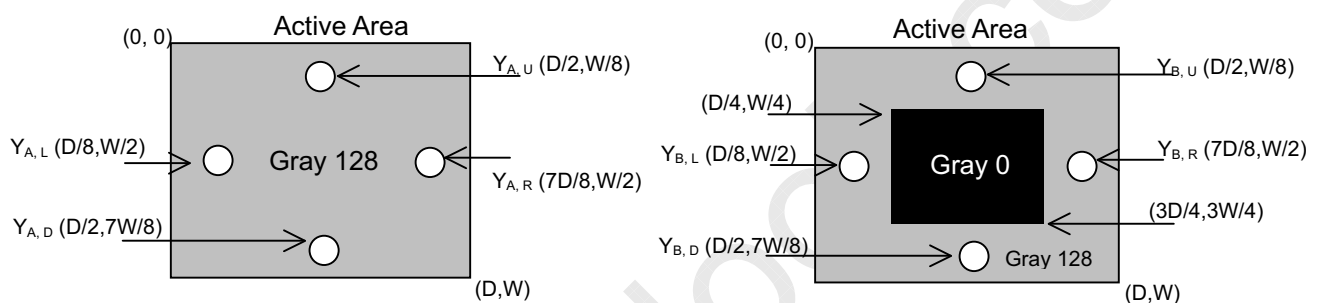 Active Area
(0, 0)
YA, U (D/2,W/8)
YA, L (D/8,W/2)
Gray 128
YA, R (7D/8,W/2)
YA, D (D/2,7W/8)
(D,W)
Active Area
(0, 0)
YB, U (D/2,W/8)
(D/4,W/4)
YB, L (D/8,W/2)
Gray 0
YB, R (7D/8,W/2)
(3D/4,3W/4)
YB, D (D/2,7W/8)
Gray 128
(D,W)